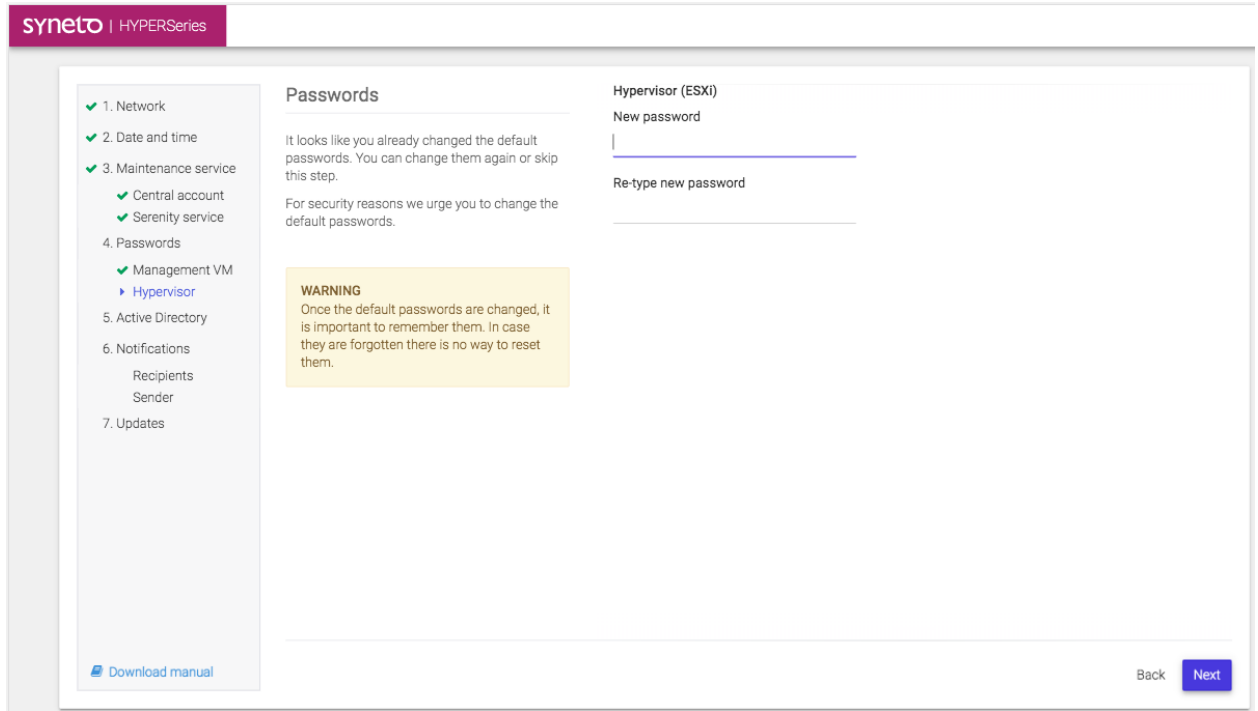 syneto | HYPERSeries
1. Network
2. Date and time
3. Maintenance service
Central account
Serenity service
4. Passwords
Management VM
Hypervisor
5. Active Directory
6. Notifications
Recipients
Sender
7. Updates
Download manual
Passwords
It looks like you already changed the default
passwords. You can change them again or skip
this step.
For security reasons we urge you to change the
default passwords.
WARNING
Once the default passwords are changed, it
is important to remember them. In case
they are forgotten there is no way to reset
them.
Hypervisor (ESXi)
New password
Re-type new password
Back
Next